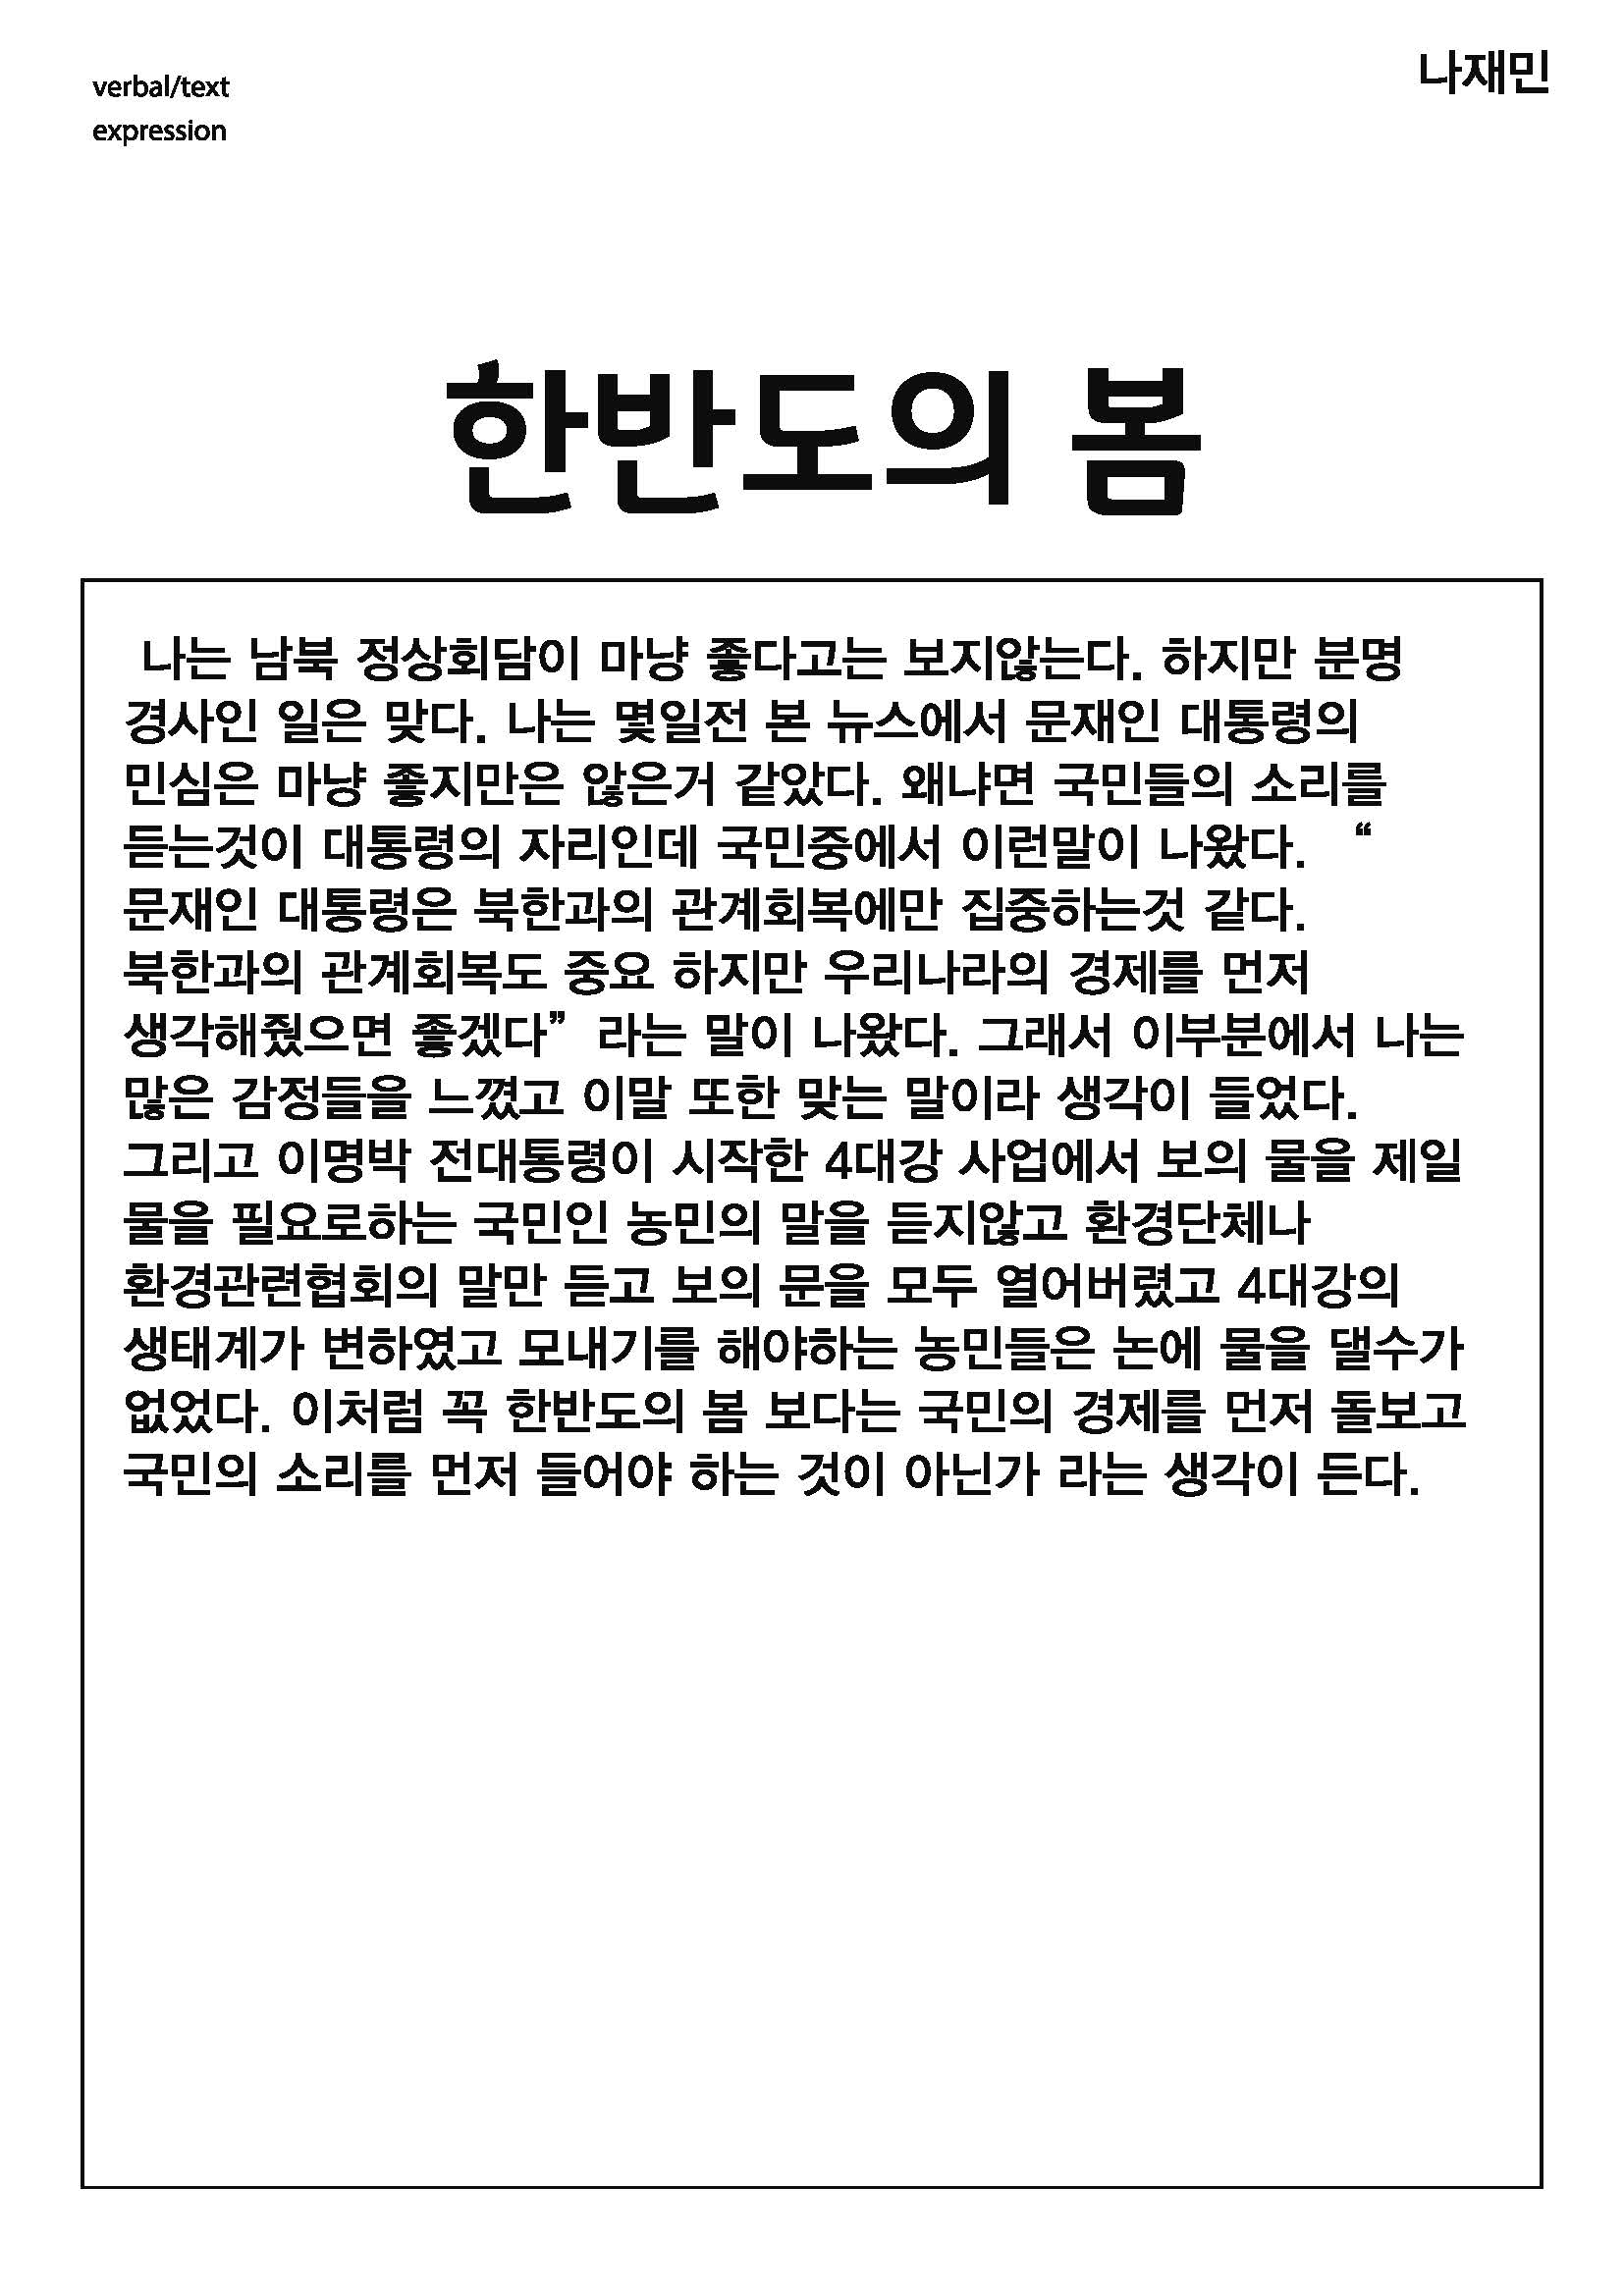 verbal/text
expression
나재민
한반도의 봄
나는 남북 정상회담이 마냥 좋다고는 보지않는다. 하지만 분명
경사인 일은 맞다. 나는 몇일전 본 뉴스에서 문재인 대통령의
민심은 마냥 좋지만은 않은거 같았다. 왜냐면 국민들의 소리를
듣는것이 대통령의 자리인데 국민중에서 이런말이 나왔다. “
문재인 대통령은 북한과의 관계회복에만 집중하는것 같다.
북한과의 관계회복도 중요 하지만 우리나라의 경제를 먼저
생각해줬으면 좋겠다” 라는 말이 나왔다. 그래서 이부분에서 나는
많은 감정들을 느꼈고 이말 또한 맞는 말이라 생각이 들었다.
그리고 이명박 전대통령이 시작한 4대강 사업에서 보의 물을 제일
물을 필요로하는 국민인 농민의 말을 듣지않고 환경단체나
환경관련협회의 말만 듣고 보의 문을 모두 열어버렸고 4대강의
생태계가 변하였고 모내기를 해야하는 농민들은 논에 물을 댈수가
없었다. 이처럼 꼭 한반도의 봄 보다는 국민의 경제를 먼저 돌보고
국민의 소리를 먼저 들어야 하는 것이 아닌가 라는 생각이 든다.